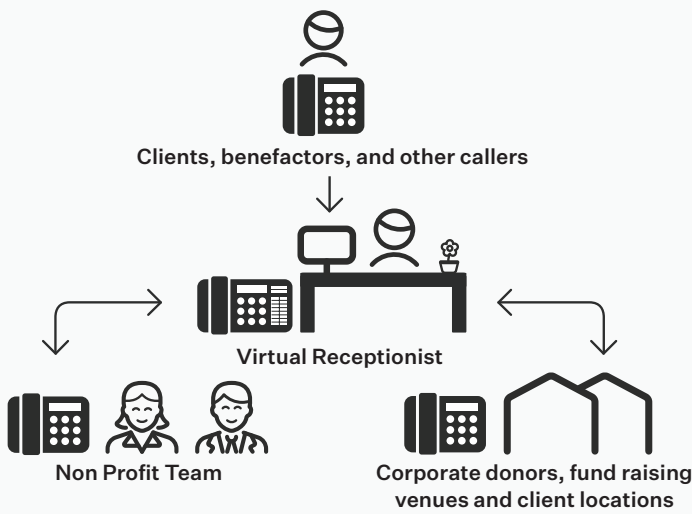 Clients, benefactors, and other callers
Virtual Receptionist
Non Profit Team
Corporate donors, fund raising
venues and client locations